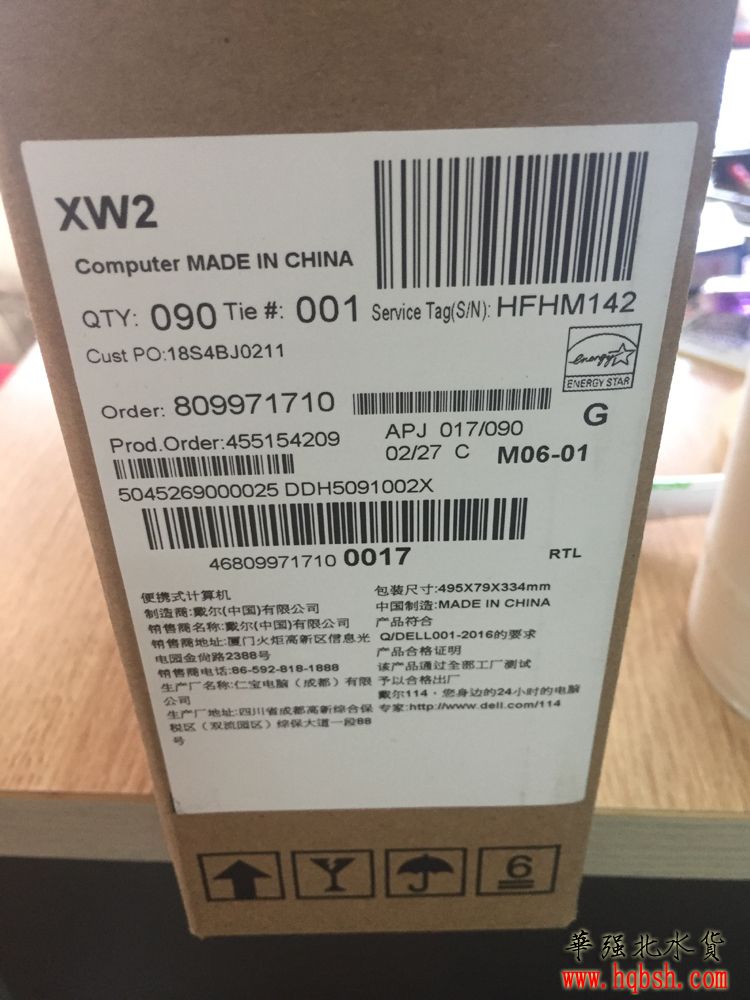 XW2
Computer MADE IN CHINA
QTY: 090 Tie #: 001 Service Tag(S/N): HFHM142
Cust PO:18S4BJ0211
energy
ENERGY STAR
Order: 809971710
G
Prod.Order:455154209
APJ 017/090
02/27 C M06-01
5045269000025 DDH5091002X
46809971710 0017
RTL
便携式计算机
制造商:戴尔(中国)有限公司
销售商名称:戴尔(中国)有限公司
销售商地址:厦门火炬高新区信息光
电园金尚路2388号
销售商电话:86-592-818-1888
生产厂名称:仁宝电脑（成都）有限
公司
生产厂地址:四川省成都高新综合保
税区（双流园区）综保大道一段88
号
包装尺寸:495X79X334mm
中国制造:MADE IN CHINA
产品符合
Q/DELL001-2016的要求
产品合格证明
该产品通过全部工厂测试
予以合格出厂
戴尔114，您身边的24小时的电脑
专家:http://www.dell.com/114
6
華强北水貨
www.hqbsh.com